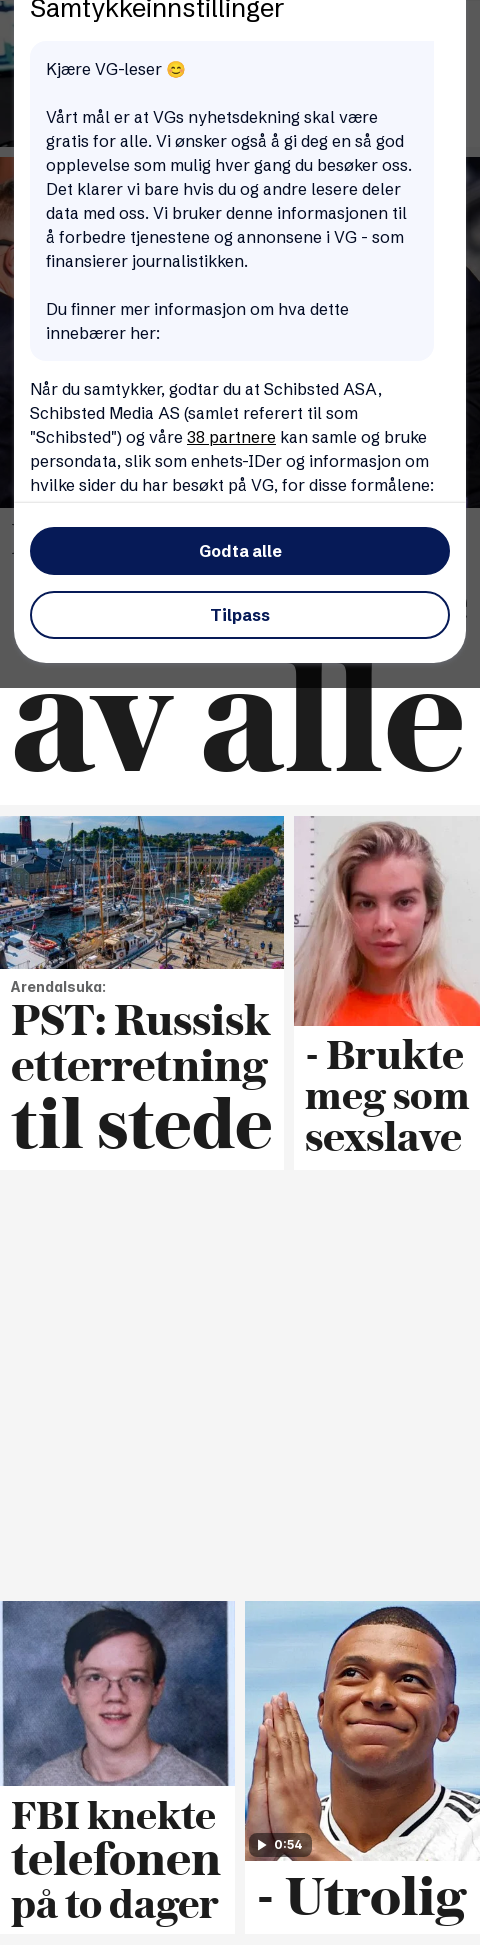 Samtykkeinnstillinger
Kjære VG-leser 😊
Vårt mål er at VGs nyhetsdekning skal være
gratis for alle. Vi ønsker også å gi deg en så god
opplevelse som mulig hver gang du besøker oss.
Det klarer vi bare hvis du og andre lesere deler
data med oss. Vi bruker denne informasjonen til
å forbedre tjenestene og annonsene i VG - som
finansierer journalistikken.
Du finner mer informasjon om hva dette
innebærer her:
Når du samtykker, godtar du at Schibsted ASA,
Schibsted Media AS (samlet referert til som
"Schibsted") og våre 38 partnere kan samle og bruke
persondata, slik som enhets-IDer og informasjon om
hvilke sider du har besøkt på VG, for disse formålene:
Godta alle
Tilpass
av alle
Arendalsuka:
PST: Russisk
etterretning
til stede
- Brukte
meg som
sexslave
FBI knekte
telefonen
på to dager
0:54
- Utrolig